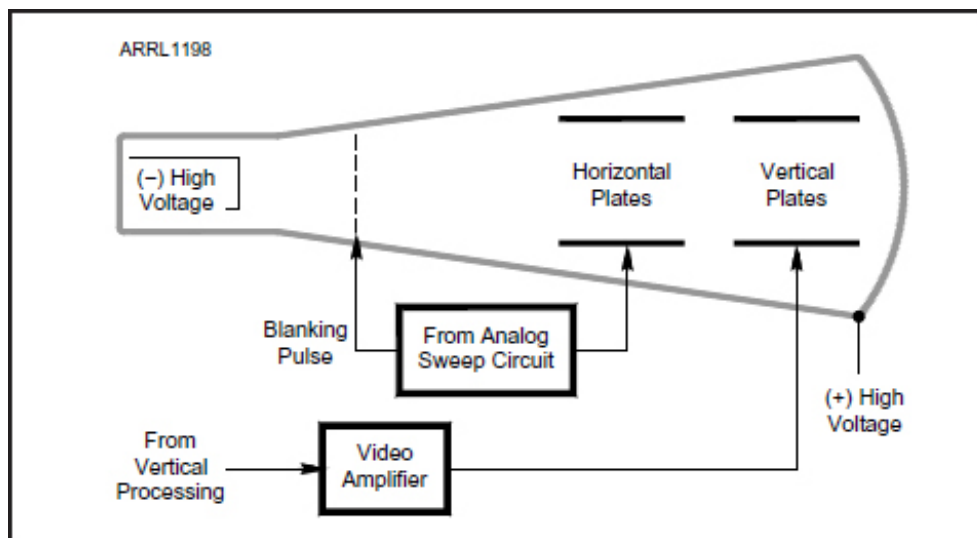 ARRL1198
(–) High
Voltage
Horizontal
Plates
Vertical
Plates
Blanking
Pulse
From Analog
Sweep Circuit
(+) High
Voltage
From
Vertical
Processing
Video
Amplifier